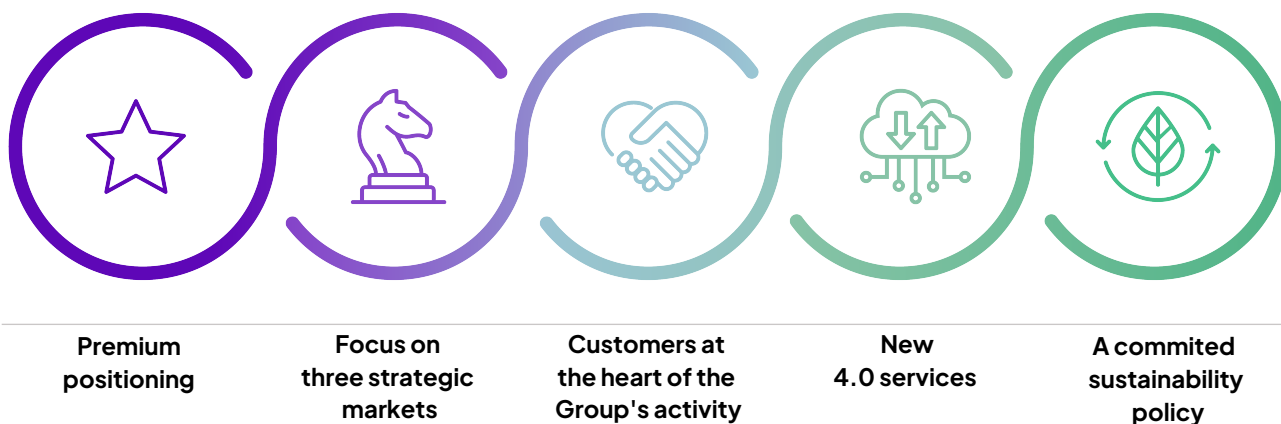 Premium
positioning
Focus on
three strategic
markets
Customers at
the heart of the
Group's activity
New
4.0 services
A commited
sustainability
policy